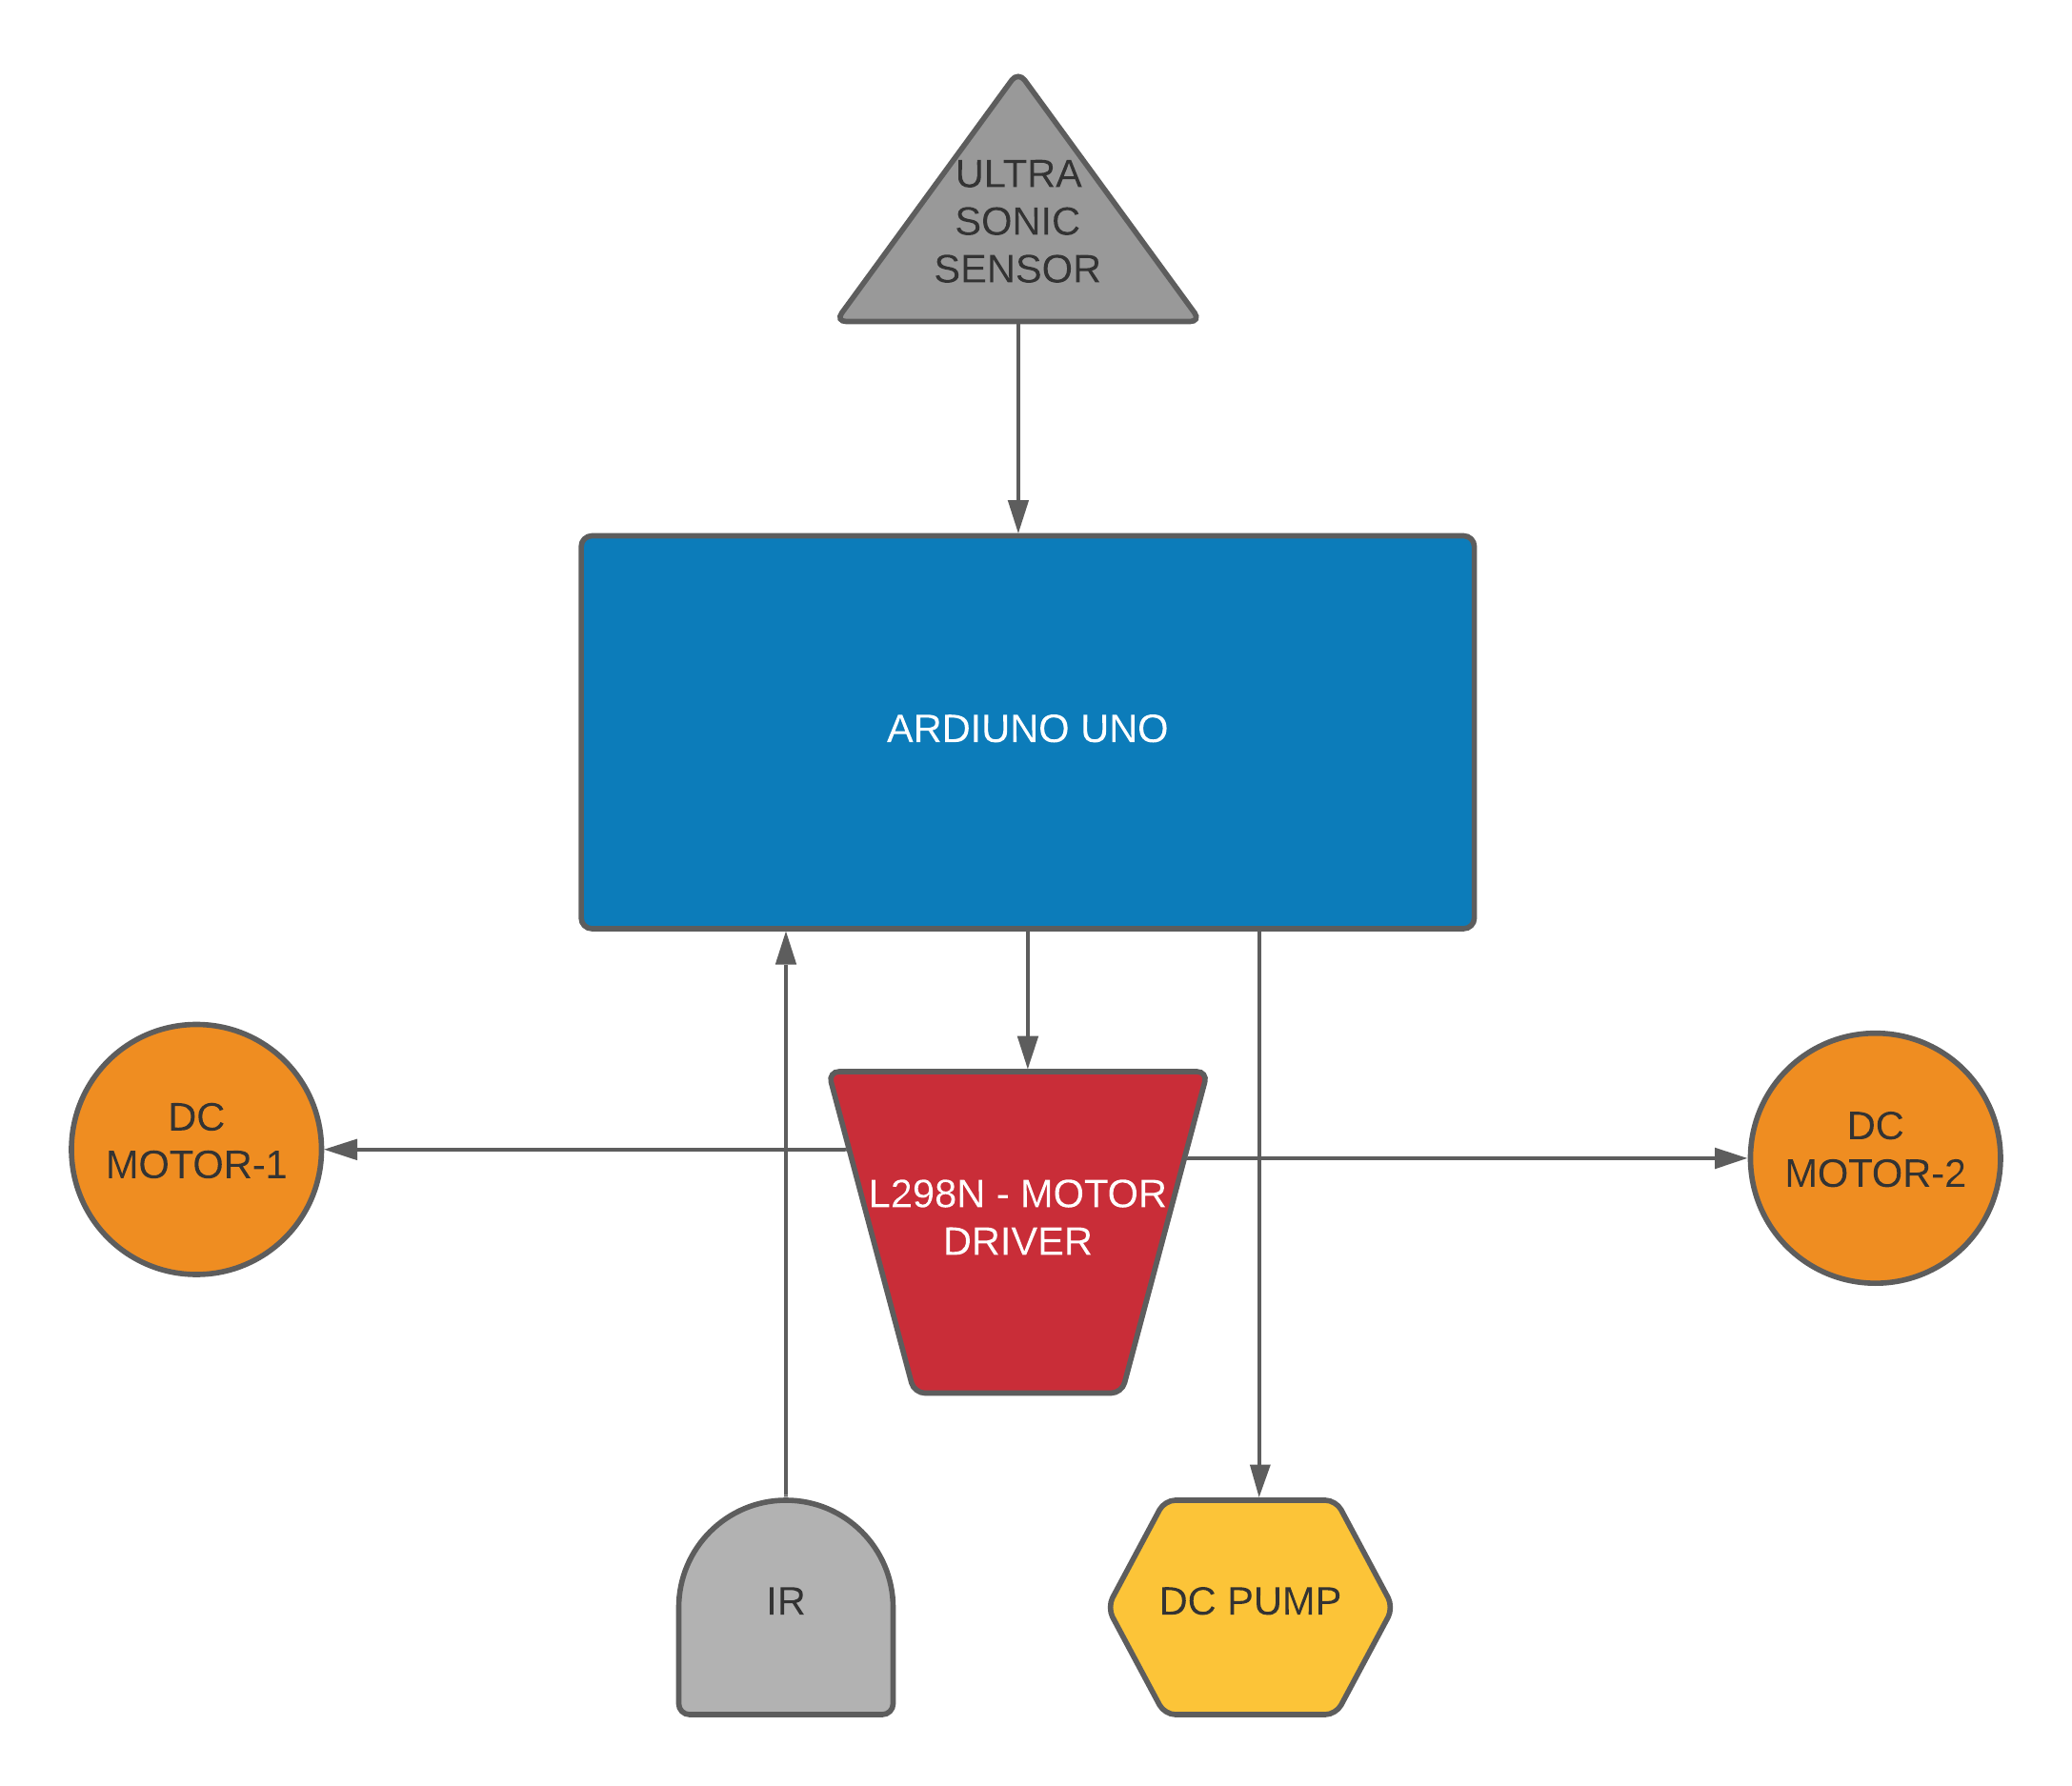 ULTRA
SONIC
SENSOR
ARDIUNO UNO
DC
MOTOR-1
DC
MOTOR-2
L298N - MOTOR
DRIVER
IR
DC PUMP